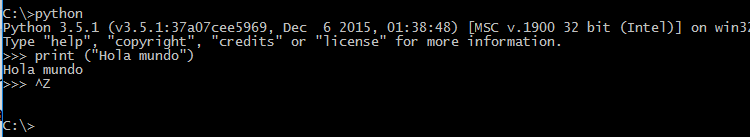 C:\>python
Python 3.5.1 (v3.5.1:37a07cee5969, Dec  6 2015, 01:38:48) [MSC v.1900 32 bit (Intel)] on win32
Type "help", "copyright", "credits" or "license" for more information.
>>> print ("Hola mundo")
Hola mundo
>>> ^Z
C:\>